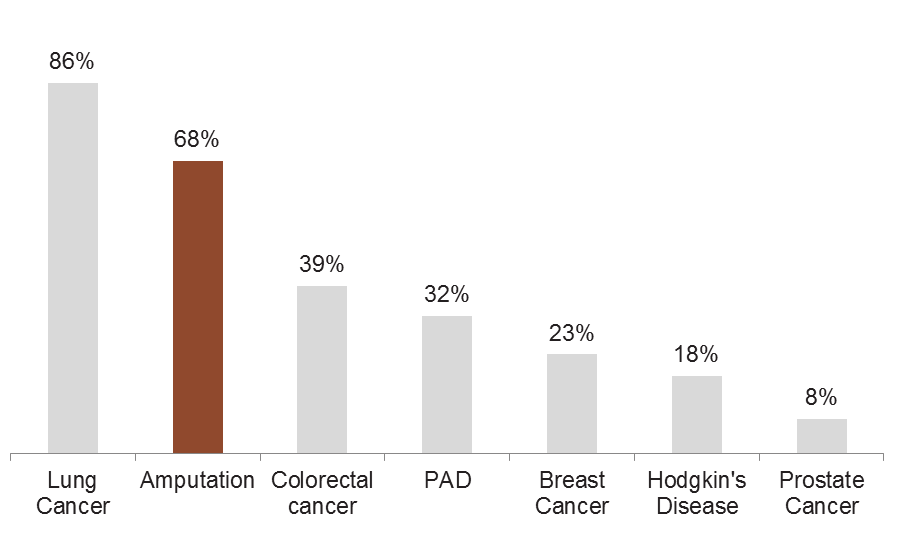 86%
68%
39%
32%
23%
18%
8%
Lung
Cancer
Amputation
Colorectal
cancer
PAD
Breast
Cancer
Hodgkin's
Disease
Prostate
Cancer